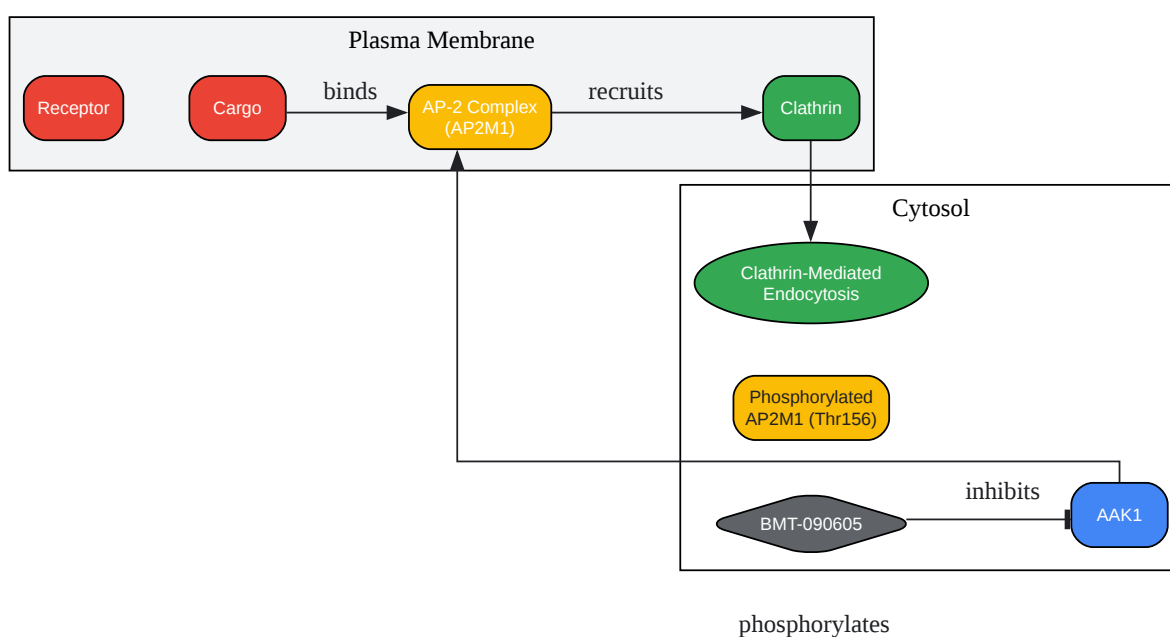 Plasma Membrane
Receptor
Cargo
binds
AP-2 Complex
(AP2M1)
recruits
Clathrin
Cytosol
Clathrin-Mediated
Endocytosis
Phosphorylated
AP2M1 (Thr156)
BMT-090605
inhibits
AAK1
phosphorylates